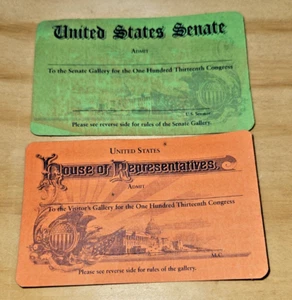 United States Senate
ADMIT
To the Senate Gallery for the One Hundred Thirteenth Congress
U.S. Senator
Please see reverse side for rules of the Senate Gallery.
UNITED STATES
House of Representatives
ADMIT
To the Visitor's Gallery for the One Hundred Thirteenth Congress
M.C.
Please see reverse side for rules of the gallery.